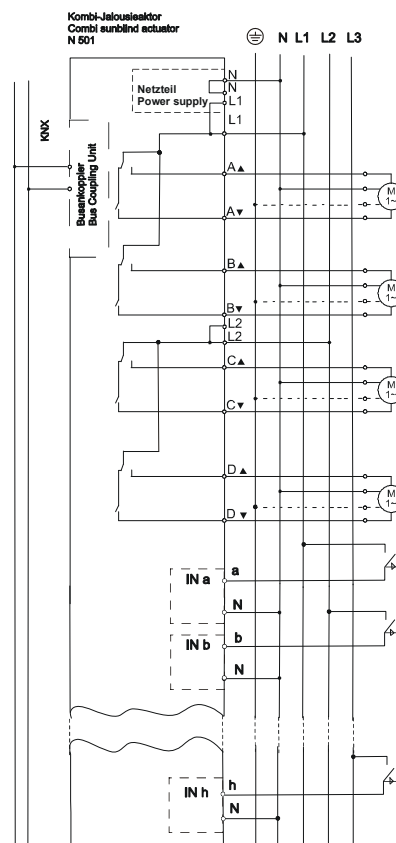 Kombi-Jalousieaktor
Combi sunblind actuator
N 501
N L1 L2 L3
KNX
Netzteil
Power supply
N
N
L1
L1
Busankoppler
Bus Coupling Unit
A▲
M
1~
A▼
B▲
M
1~
B▼
L2
L2
C▲
M
1~
C▼
D▲
M
1~
D▼
IN a
a
N
IN b
b
N
IN h
h
N